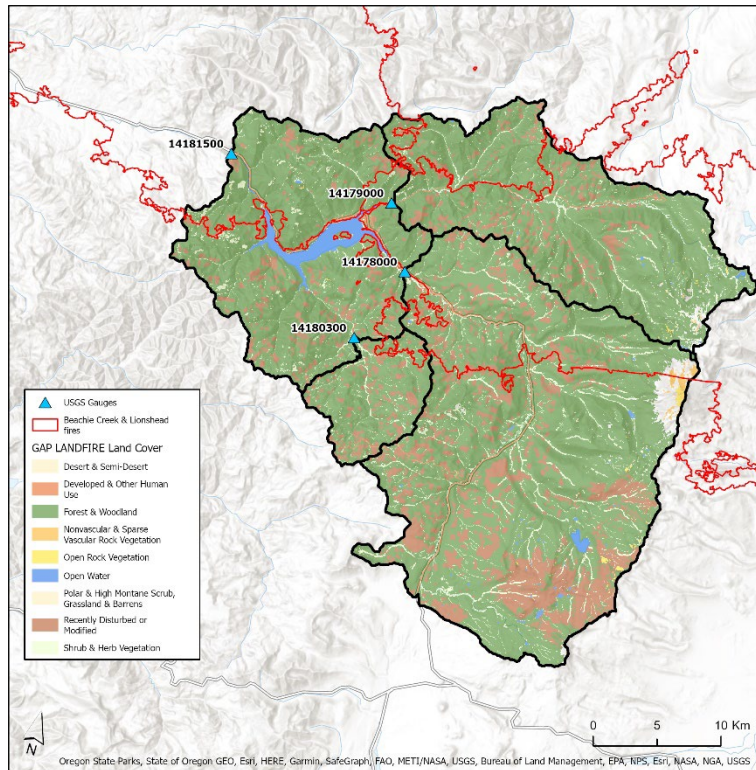 14181500
14179000
14178000
14180300
USGS Gauges
Beachie Creek & Lionshead
fires
GAP LANDFIRE Land Cover
Desert & Semi-Desert
Developed & Other Human
Use
Forest & Woodland
Nonvascular & Sparse
Vascular Rock Vegetation
Open Rock Vegetation
Open Water
Polar & High Montane Scrub,
Grassland & Barrens
Recently Disturbed or
Modified
Shrub & Herb Vegetation
N
0 5 10 Km
Oregon State Parks, State of Oregon GEO, Esri, HERE, Garmin, SafeGraph, FAO, METI/NASA, USGS, Bureau of Land Management, EPA, NPS, Esri, NASA, NGA, USGS